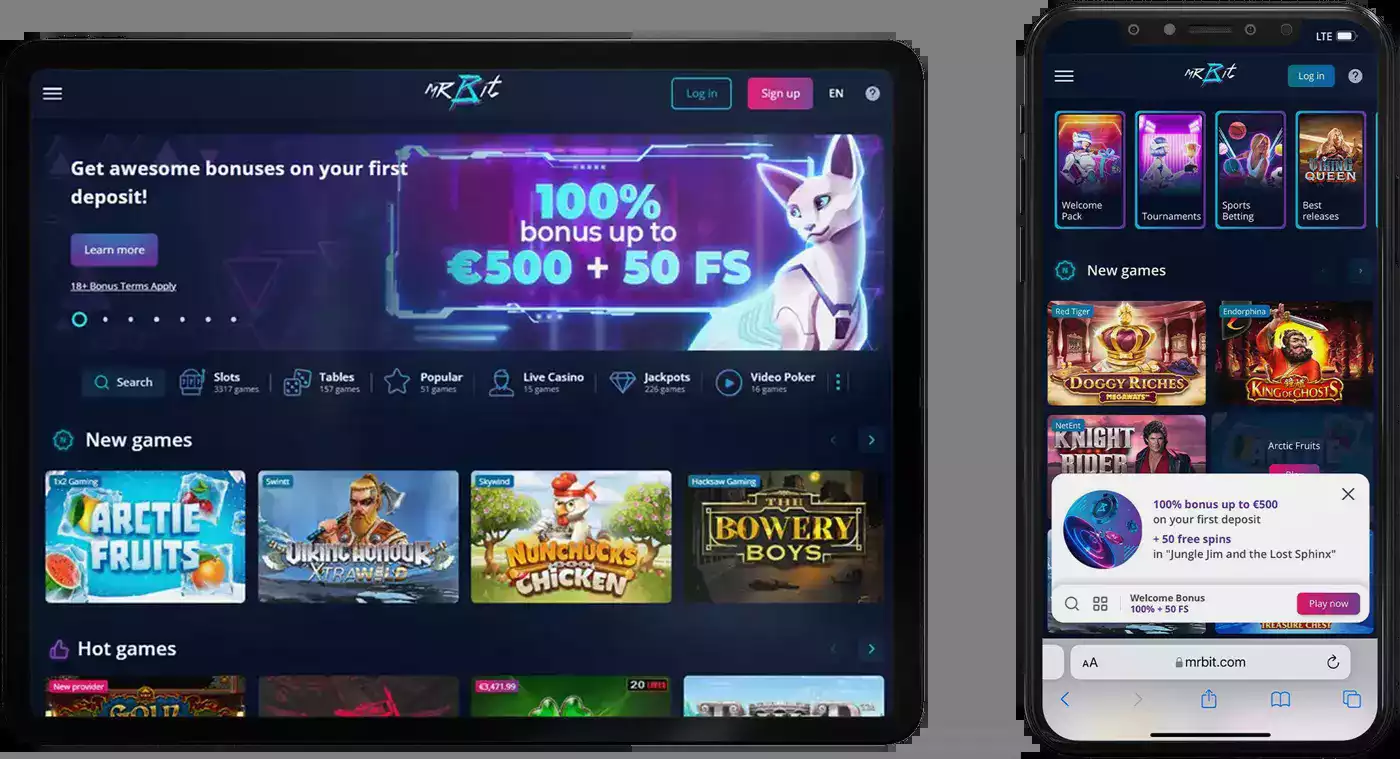 MR Bit
Log in
Sign up
EN
?
Get awesome bonuses on your first
deposit!
Learn more
18+ Bonus Terms Apply
100%
bonus up to
€500 + 50 FS
Search
Slots
3317 games
Tables
157 games
Popular
51 games
Live Casino
15 games
Jackpots
226 games
Video Poker
16 games
N
New games
1x2 Gaming
ARCTIC
FRUITS
Swintt
VIKING HONOUR
XTRAWILD
Skywind
NUNCHUCKS
CHICKEN
Hacksaw Gaming
THE
BOWERY
BOYS
Hot games
New provider
GOLD
€3,471.99
20 LINES
LTE
MR Bit
Log in
?
Welcome
Pack
Tournaments
Sports
Betting
VIKING
QUEEN
Best
releases
N
New games
Red Tiger
DOGGY RICHES
MEGAWAYS
Endorphina
KING OF GHOSTS
NetEnt
KNIGHT
RIDER
Arctic Fruits
100% bonus up to €500
on your first deposit
+ 50 free spins
in "Jungle Jim and the Lost Sphinx"
Welcome Bonus
100% + 50 FS
Play now
TREASURE CHEST
AA
mrbit.com